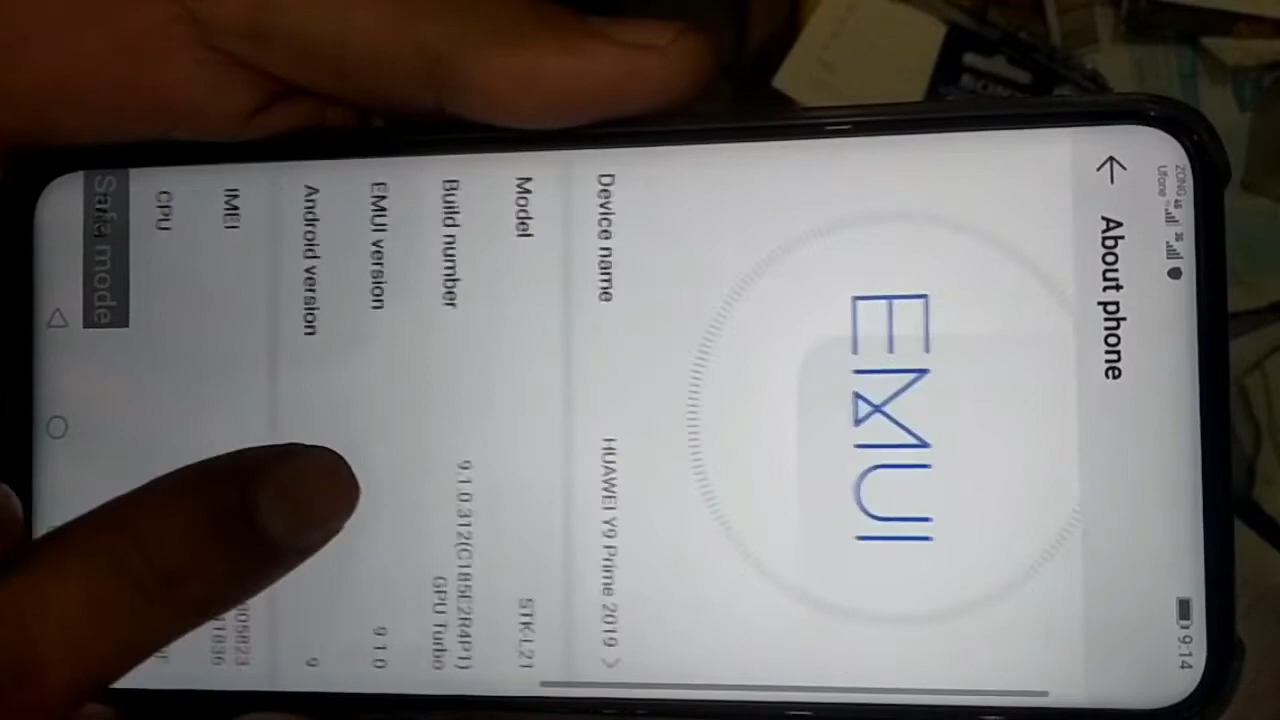 ZONG 4G 3G 9:14
Ufone
About phone
EMUI
Device name HUAWEI Y9 Prime 2019
Model STK-L21
Build number 9.1.0.312(C185E2R4P1)
GPU Turbo
EMUI version 9.1.0
Android version 9
IMEI
CPU
Safe mode